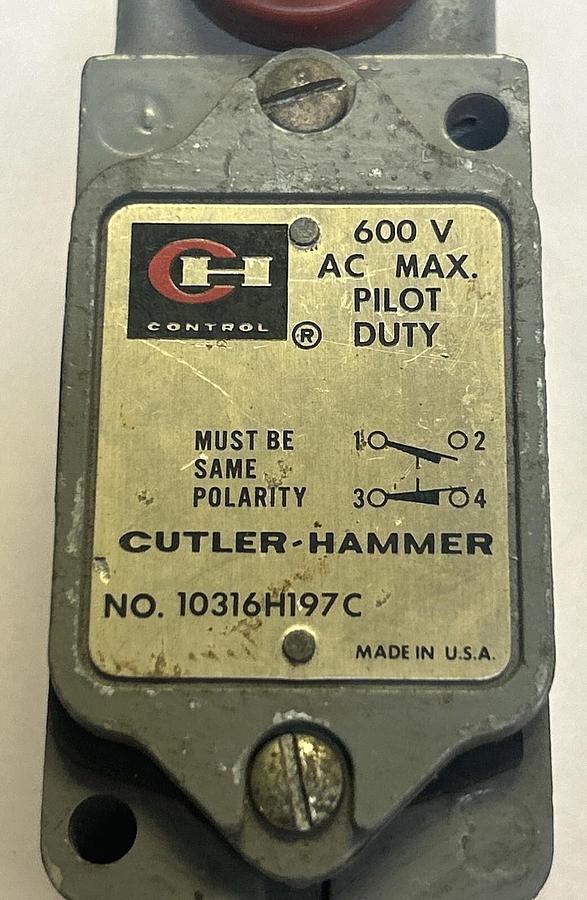 CH
CONTROL
®
600 V
AC MAX.
PILOT
DUTY
MUST BE
SAME
POLARITY
1 2
3 4
CUTLER-HAMMER
NO. 10316H197C
MADE IN U.S.A.